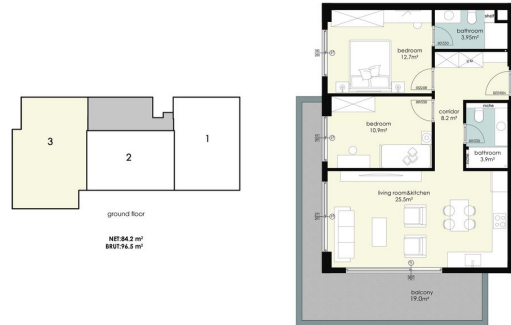 3
2
1
ground floor
NET:84.2 m²
BRUT:96.5 m²
bathroom
3.95m²
shelf
bedroom
12.7m²
corridor
8.2 m²
bedroom
10.9m²
niche
bathroom
3.9m²
living room&kitchen
25.5m²
balcony
19.0m²